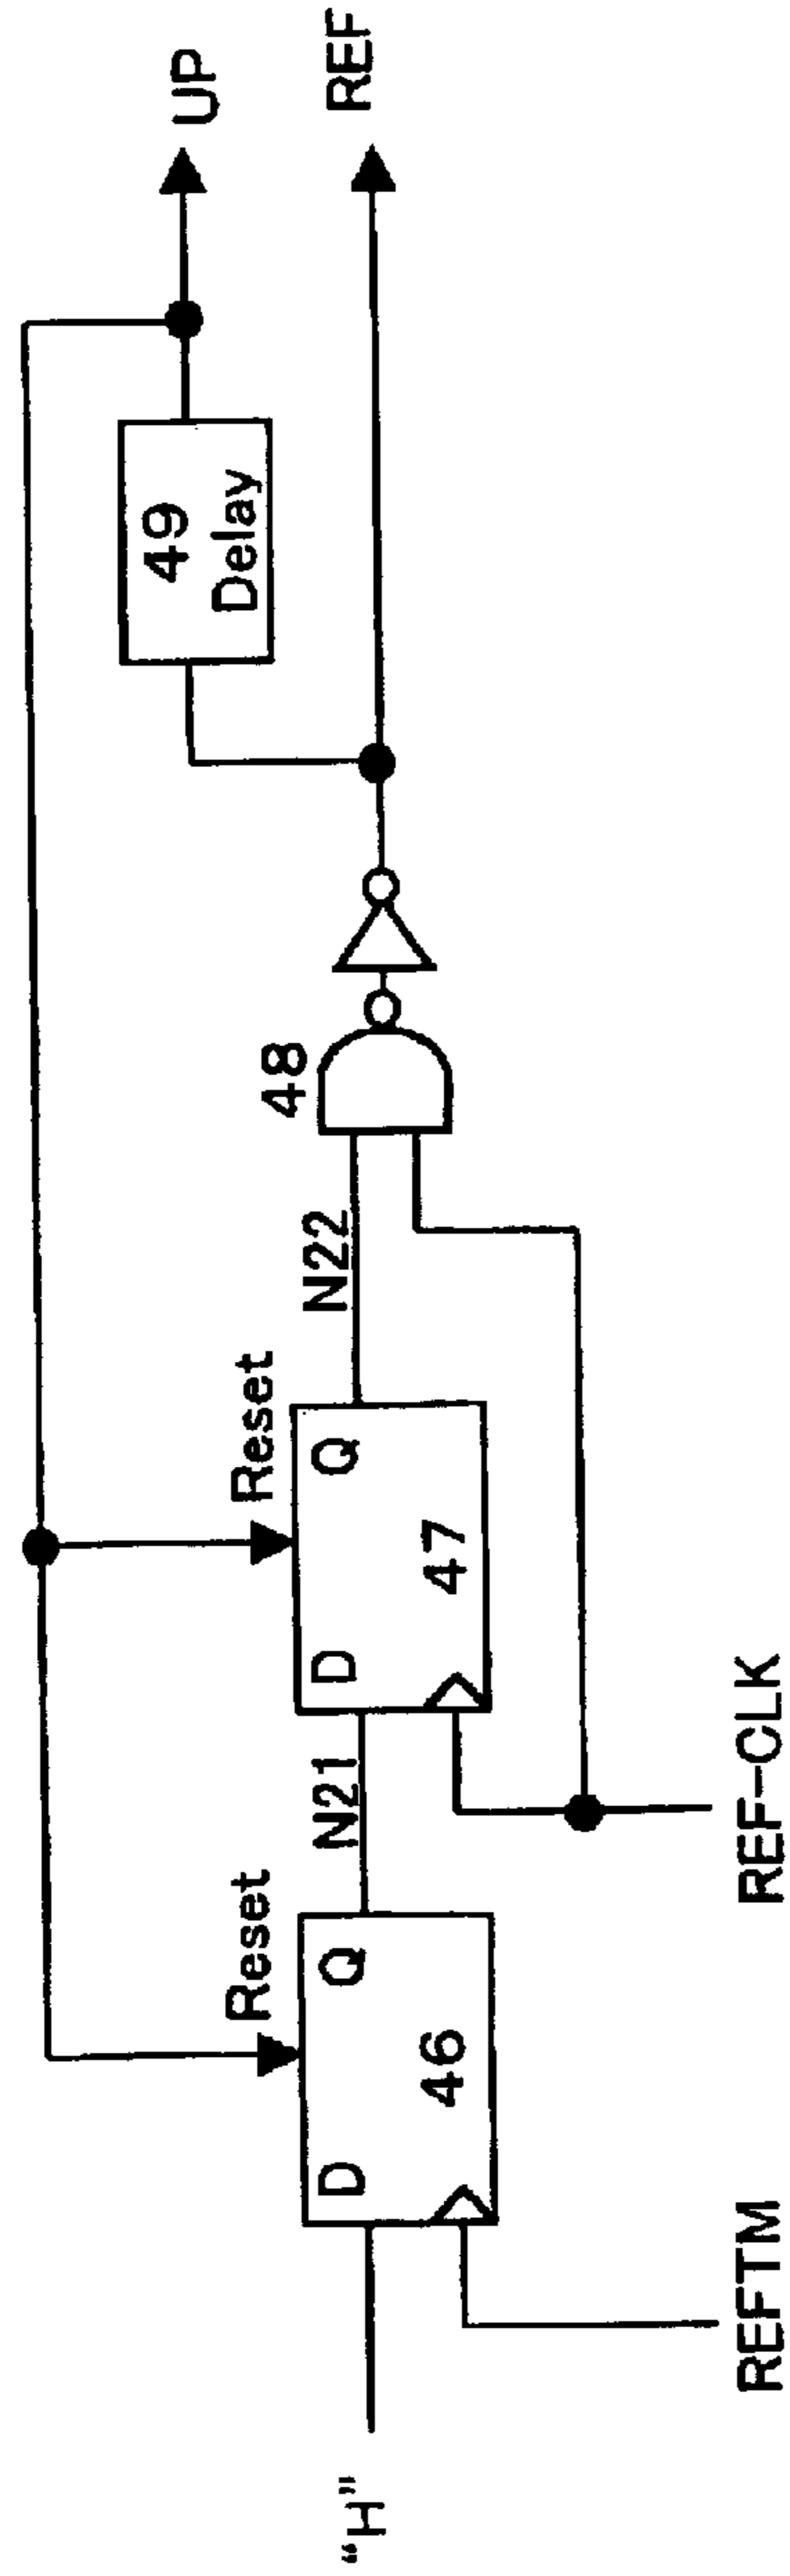 UP
REF
49
Delay
48
N22
Reset
Q
D
47
N21
Reset
Q
D
46
REF-CLK
REFTM
“H”